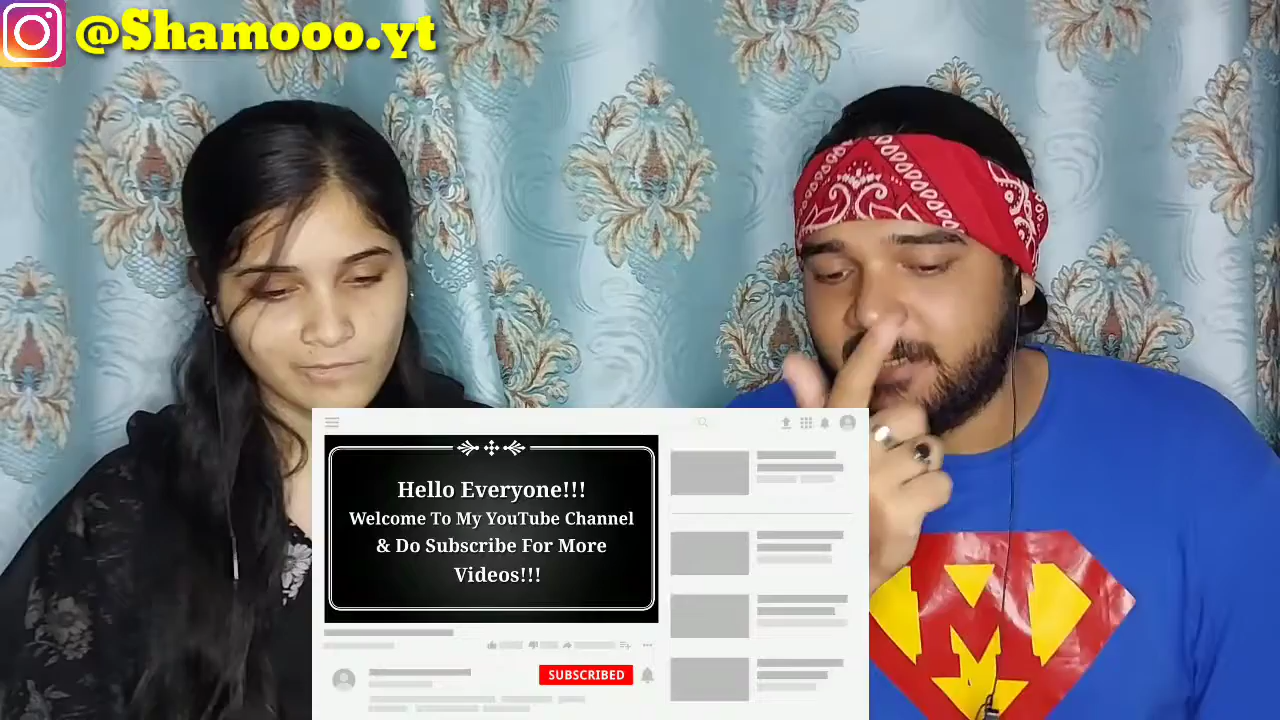 @Shamooo.yt
Hello Everyone!!!
Welcome To My YouTube Channel
& Do Subscribe For More
Videos!!!
SUBSCRIBED
M